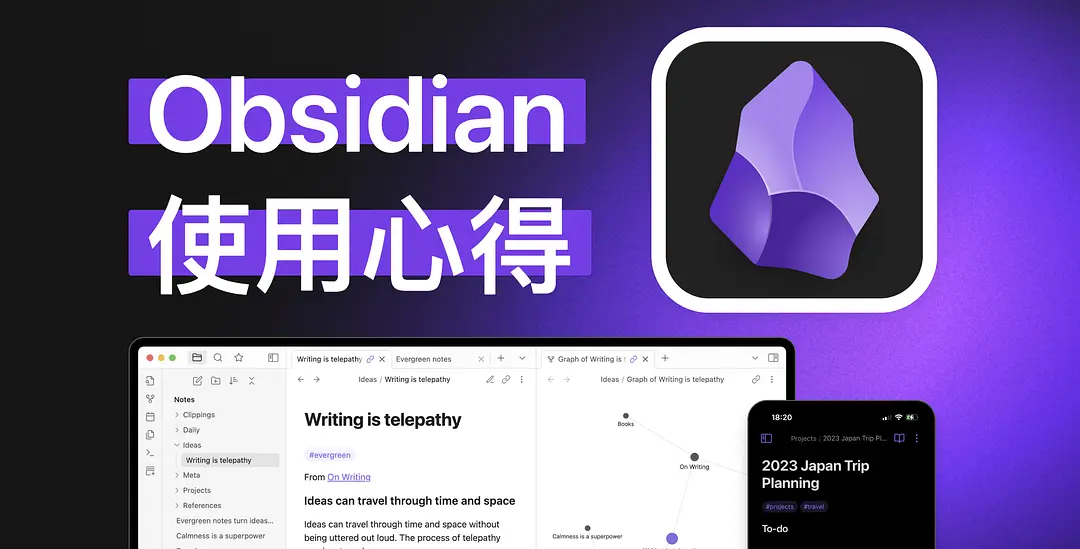 Obsidian
使用心得
Writing is telepathy
Evergreen notes
Graph of Writing is t
Ideas / Writing is telepathy
Ideas / Graph of Writing is telepathy
Notes
Clippings
Daily
Ideas
Writing is telepathy
Meta
Projects
References
Evergreen notes turn ideas...
Calmness is a superpower
Writing is telepathy
#evergreen
From On Writing
Ideas can travel through time and space
Ideas can travel through time and space without
being uttered out loud. The process of telepathy
Books
On Writing
Calmness is a superpower
18:20
Projects / 2023 Japan Trip Pl...
2023 Japan Trip
Planning
#projects #travel
To-do